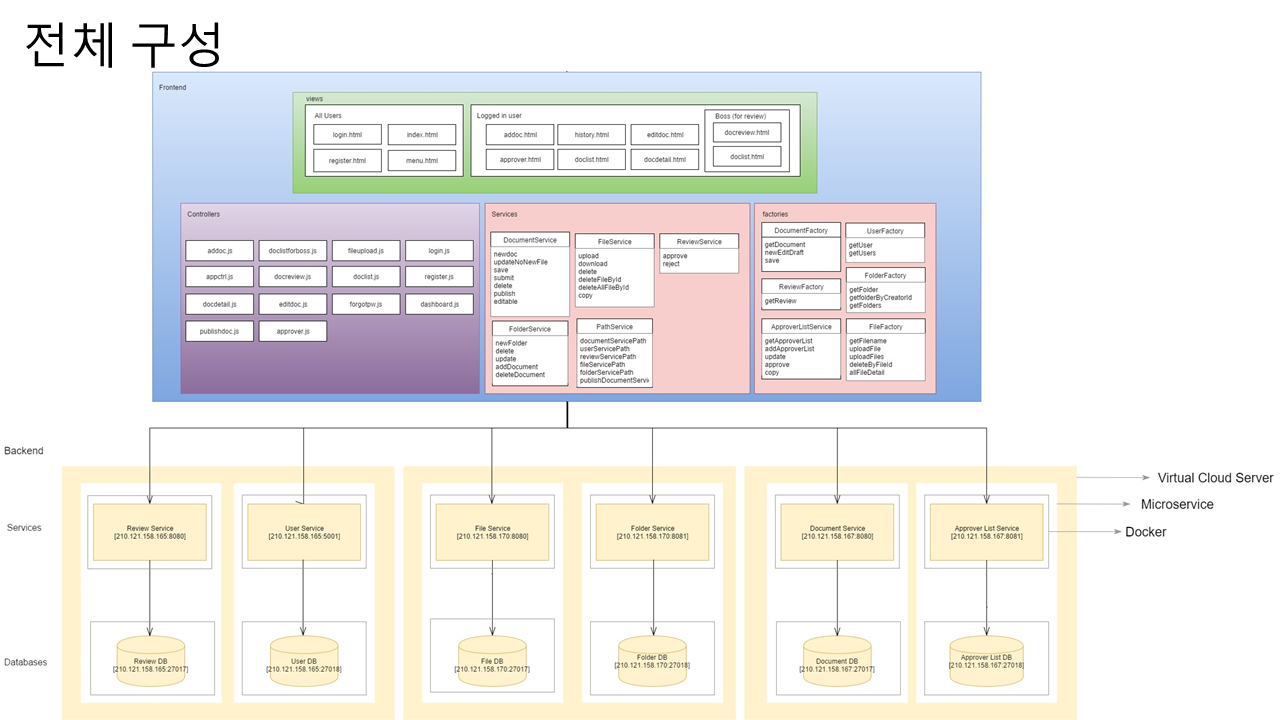 전체 구성
Frontend
views
All Users
login.html
index.html
register.html
menu.html
Logged in user
addoc.html
history.html
editdoc.html
approver.html
doclist.html
docdetail.html
Boss (for review)
docreview.html
doclist.html
Controllers
addoc.js
doclistforboss.js
fileupload.js
login.js
appctrl.js
docreview.js
doclist.js
register.js
docdetail.js
editdoc.js
forgotpw.js
dashboard.js
publishdoc.js
approver.js
Services
DocumentService
newdoc
updateNoNewFile
save
submit
delete
publish
editable
FileService
upload
download
delete
deleteFileById
deleteAllFileById
copy
ReviewService
approve
reject
FolderService
newFolder
delete
update
addDocument
deleteDocument
PathService
documentServicePath
userServicePath
reviewServicePath
fileServicePath
folderServicePath
publishDocumentServi
factories
DocumentFactory
getDocument
newEditDraft
save
UserFactory
getUser
getUsers
ReviewFactory
getReview
FolderFactory
getFolder
getfolderByCreatorId
getFolders
ApproverListService
getApproverList
addApproverList
update
approve
copy
FileFactory
getFilename
uploadFile
uploadFiles
deleteByFileId
allFileDetail
Backend
Virtual Cloud Server
Microservice
Docker
Services
Review Service
[210.121.158.165:8080]
User Service
[210.121.158.165:5001]
File Service
[210.121.158.170:8080]
Folder Service
[210.121.158.170:8081]
Document Service
[210.121.158.167:8080]
Approver List Service
[210.121.158.167:8081]
Databases
Review DB
[210.121.158.165:27017]
User DB
[210.121.158.165:27018]
File DB
[210.121.158.170:27017]
Folder DB
[210.121.158.170:27018]
Document DB
[210.121.158.167:27017]
Approver List DB
[210.121.158.167:27018]